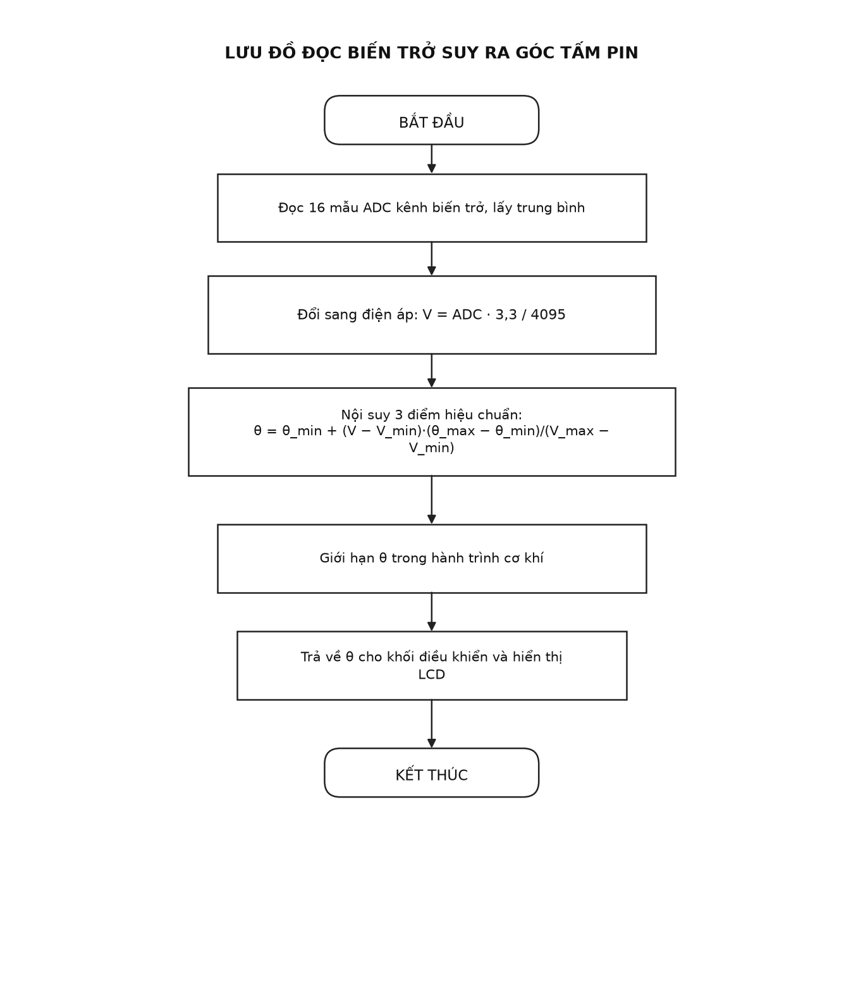 LƯU ĐỒ ĐỌC BIẾN TRỞ SUY RA GÓC TẤM PIN
BẮT ĐẦU
Đọc 16 mẫu ADC kênh biến trở, lấy trung bình
Đổi sang điện áp: V = ADC · 3,3 / 4095
Nội suy 3 điểm hiệu chuẩn:
θ = θ_min + (V − V_min)·(θ_max − θ_min)/(V_max −
V_min)
Giới hạn θ trong hành trình cơ khí
Trả về θ cho khối điều khiển và hiển thị
LCD
KẾT THÚC